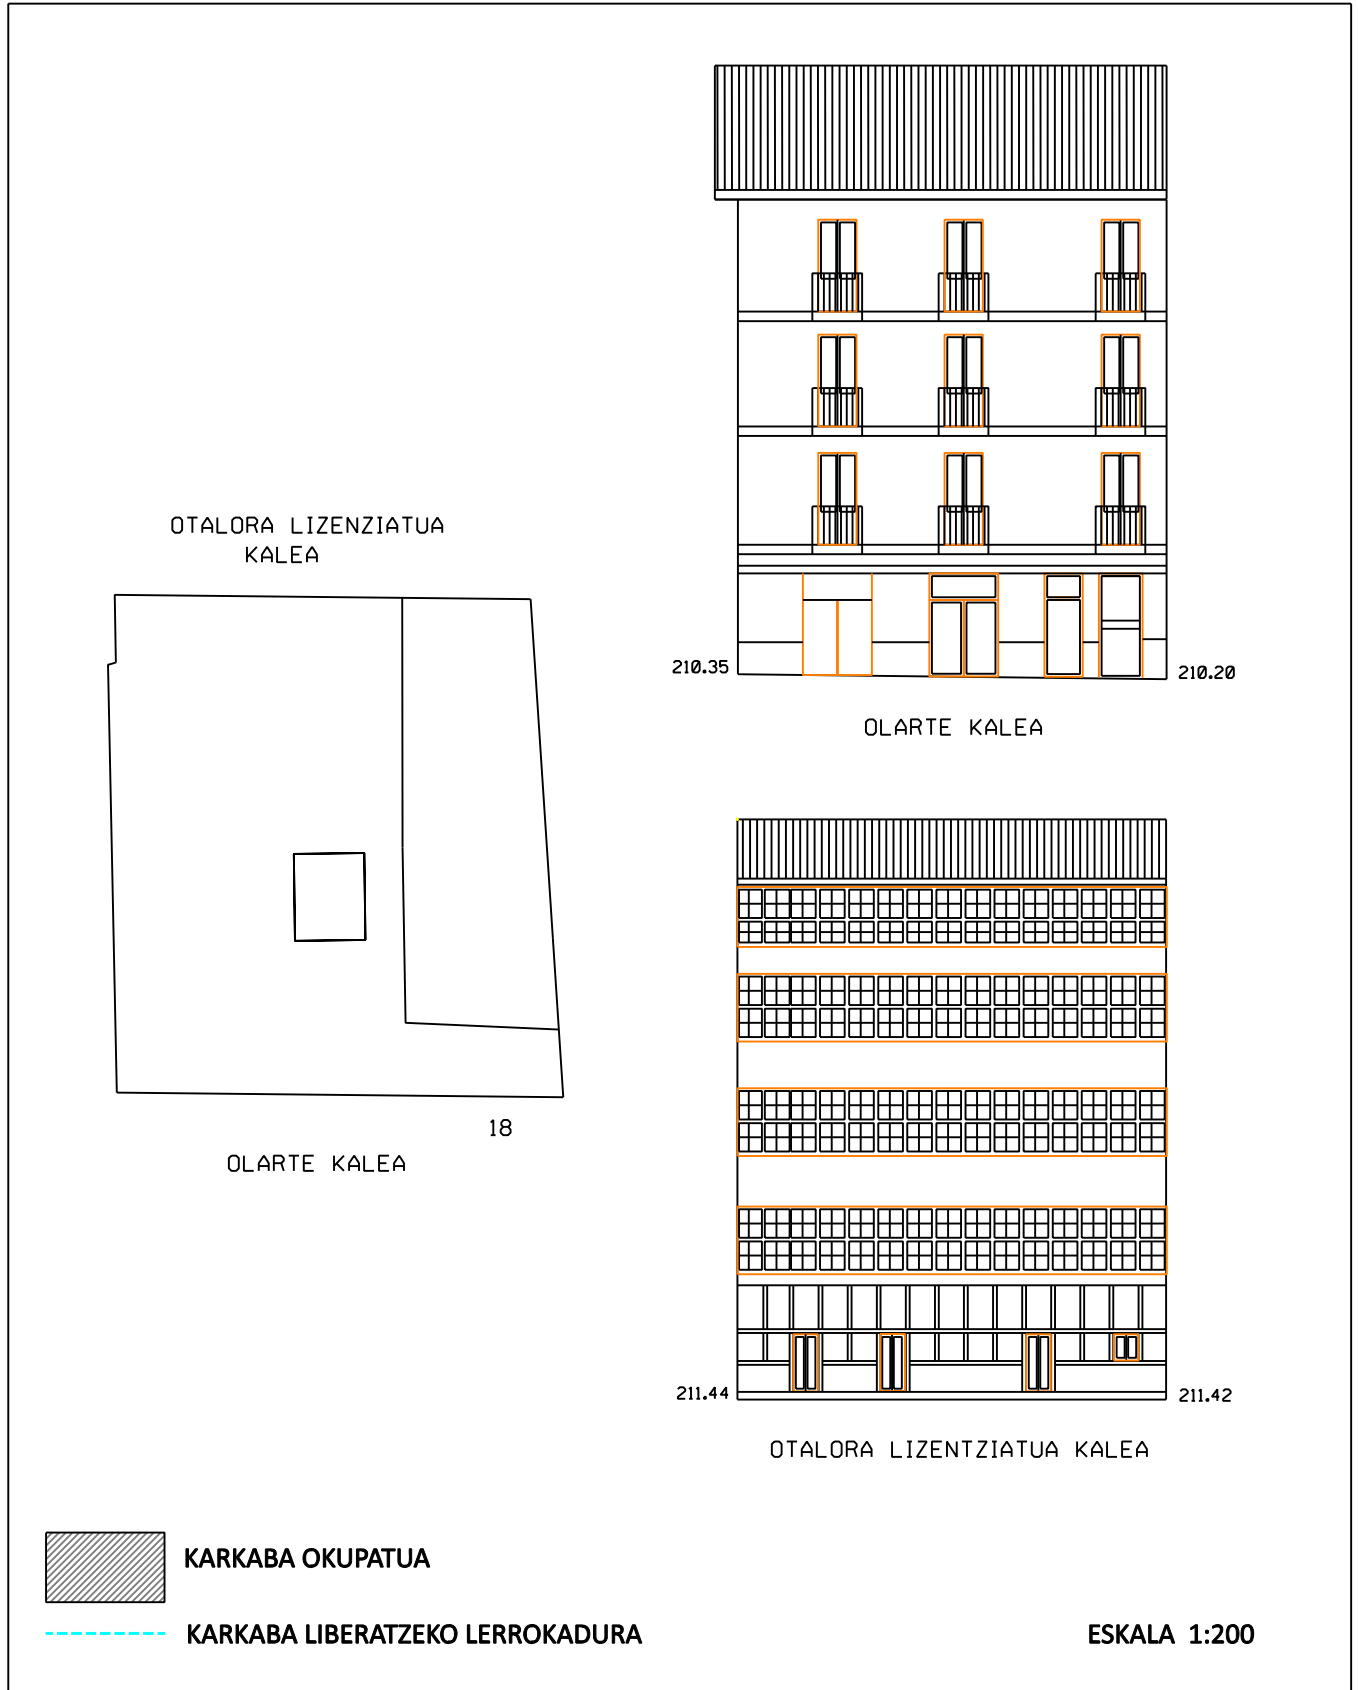 OTALORA LIZENZIATUA
KALEA
210.35
210.20
OLARTE KALEA
18
OLARTE KALEA
211.44
211.42
OTALORA LIZENTZIATUA KALEA
KARKABA OKUPATUA
KARKABA LIBERATZEKO LERROKADURA
ESKALA 1:200